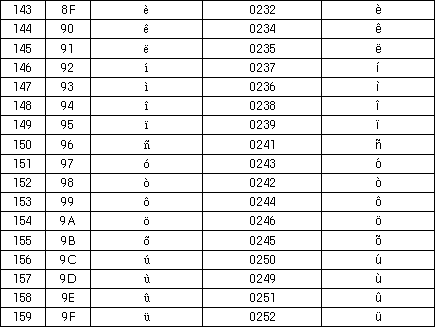 143 8F è 0232 è
144 90 ê 0234 ê
145 91 ë 0235 ë
146 92 í 0237 í
147 93 ì 0236 ì
148 94 î 0238 î
149 95 ï 0239 ï
150 96 ñ 0241 ñ
151 97 ó 0243 ó
152 98 ò 0242 ò
153 99 ô 0244 ô
154 9A ö 0246 ö
155 9B õ 0245 õ
156 9C ú 0250 ú
157 9D ù 0249 ù
158 9E û 0251 û
159 9F ü 0252 ü